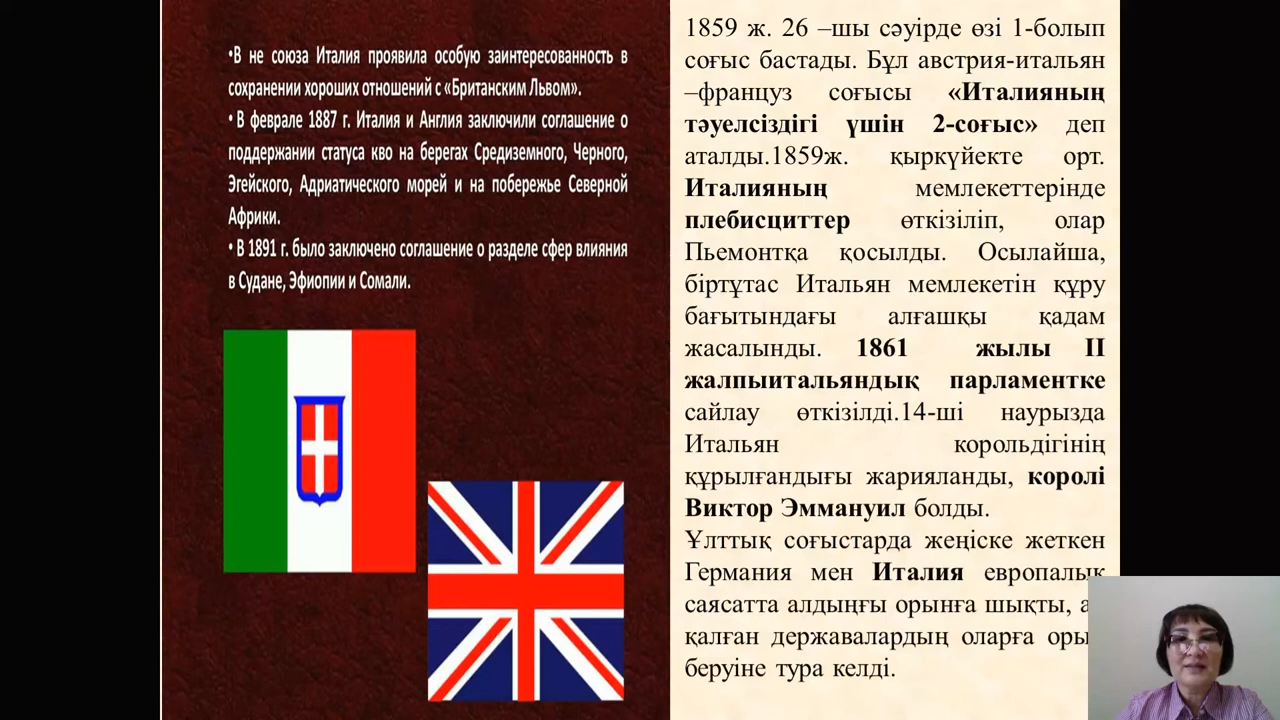 •В не союза Италия проявила особую заинтересованность в
сохранении хороших отношений с «Британским Львом».
• В феврале 1887 г. Италия и Англия заключили соглашение о
поддержании статуса кво на берегах Средиземного, Черного,
Эгейского, Адриатического морей и на побережье Северной
Африки.
• В 1891 г. было заключено соглашение о разделе сфер влияния
в Судане, Эфиопии и Сомали.
1859 ж. 26 –шы сәуірде өзі 1-болып
соғыс бастады. Бұл австрия-итальян
–француз соғысы «Италияның
тәуелсіздігі үшін 2-соғыс» деп
аталды.1859ж. қыркүйекте орт.
Италияның мемлекеттерінде
плебисциттер өткізіліп, олар
Пьемонтқа қосылды. Осылайша,
біртұтас Итальян мемлекетін құру
бағытындағы алғашқы қадам
жасалынды. 1861 жылы II
жалпыитальяндық парламентке
сайлау өткізілді.14-ші наурызда
Итальян корольдігінің
құрылғандығы жарияланды, королі
Виктор Эммануил болды.
Ұлттық соғыстарда жеңіске жеткен
Германия мен Италия европалық
саясатта алдыңғы орынға шықты,
қалған державалардың оларға
беруіне тура келді.